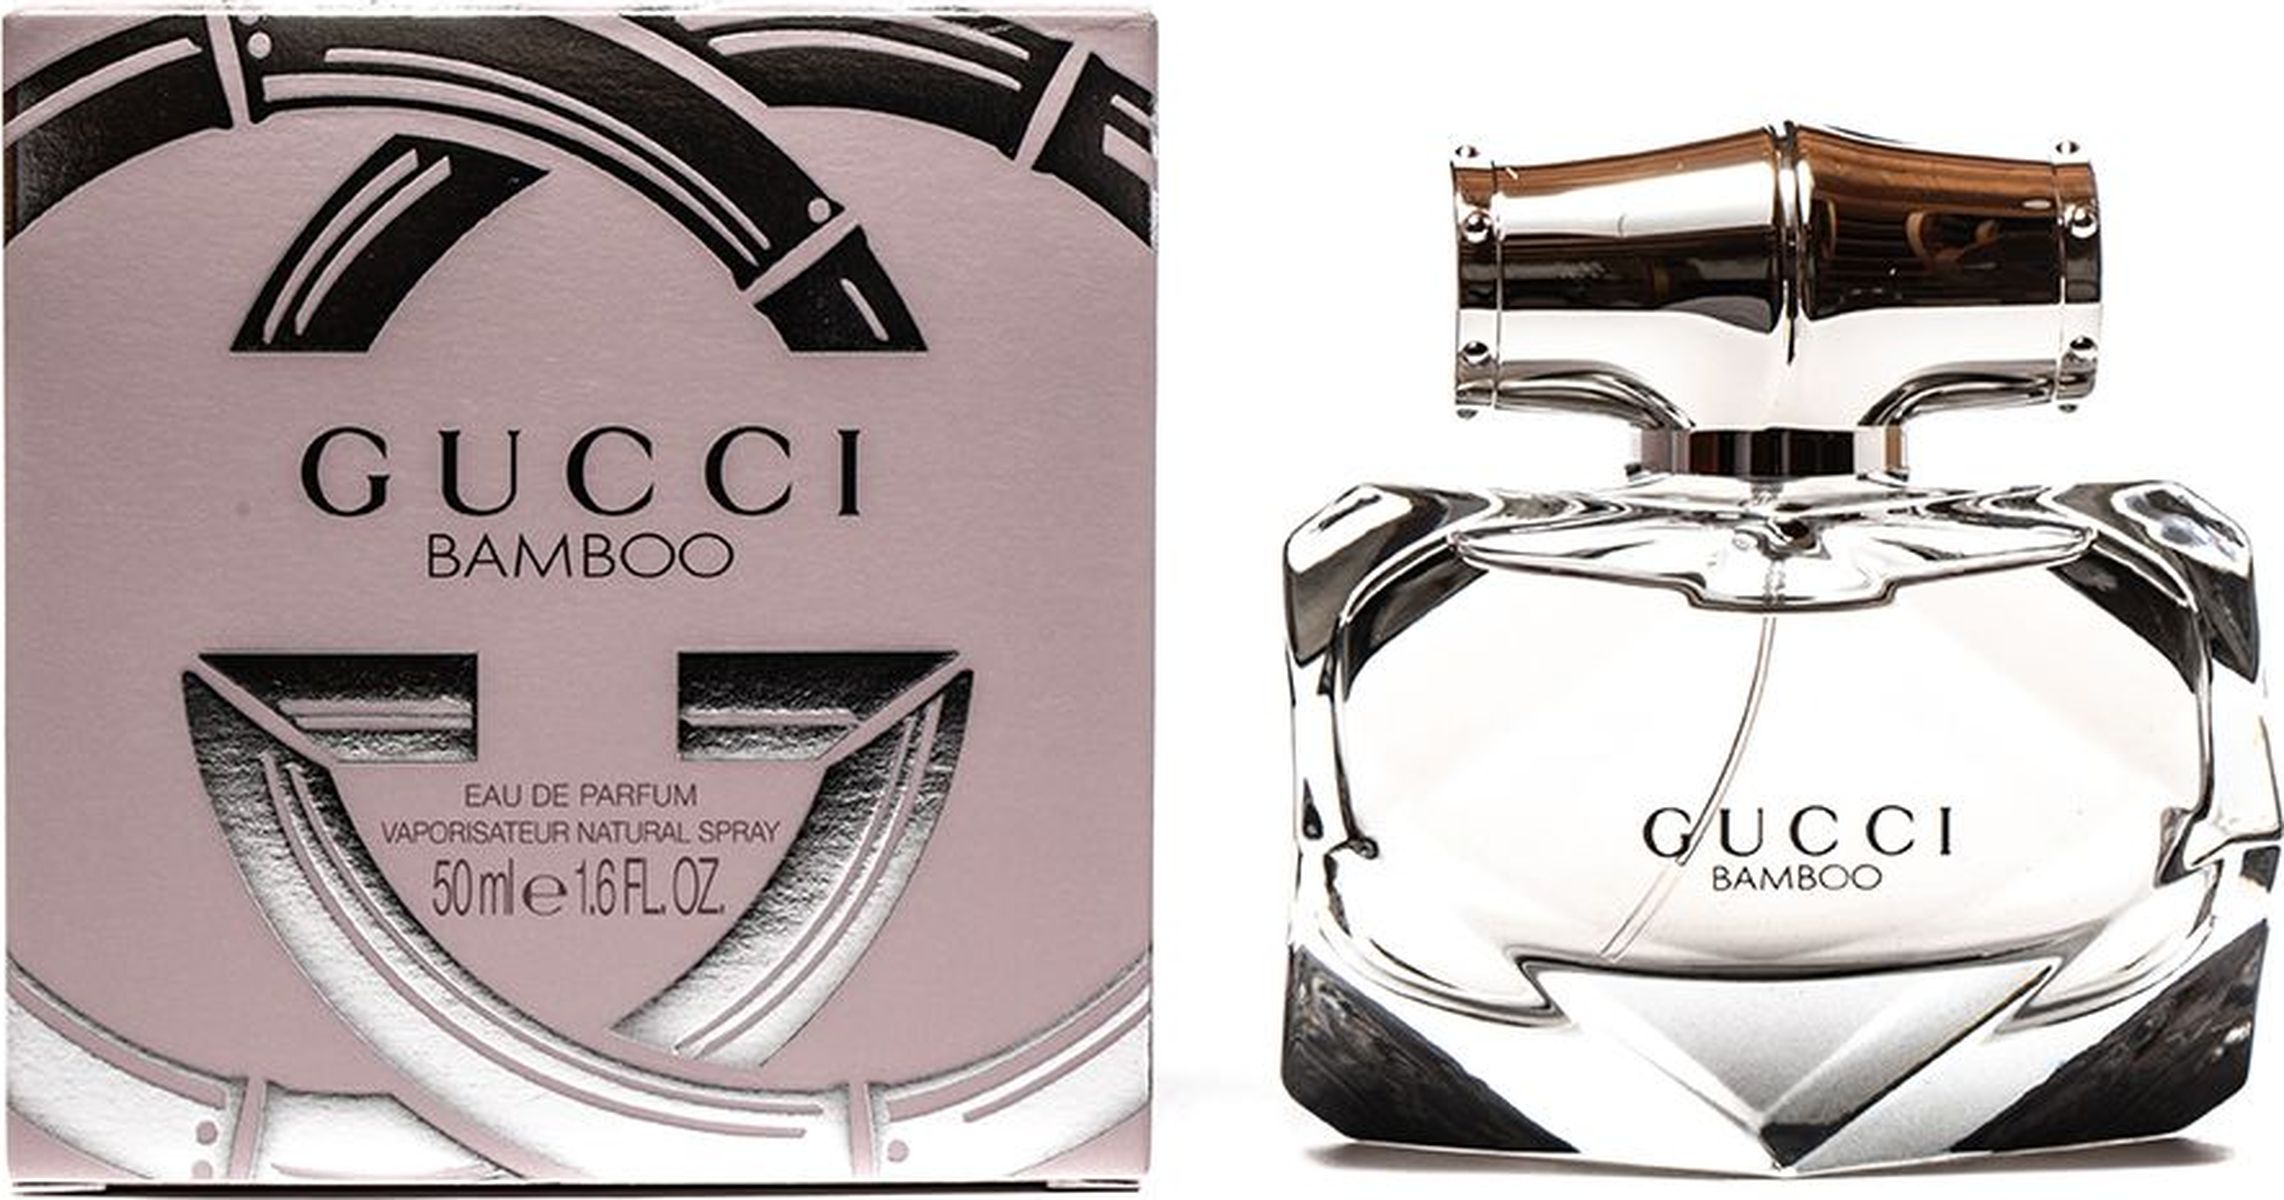 GUCCI
BAMBOO
EAU DE PARFUM
VAPORISATEUR NATURAL SPRAY
50 ml e 1.6 FL. OZ.
GUCCI
BAMBOO